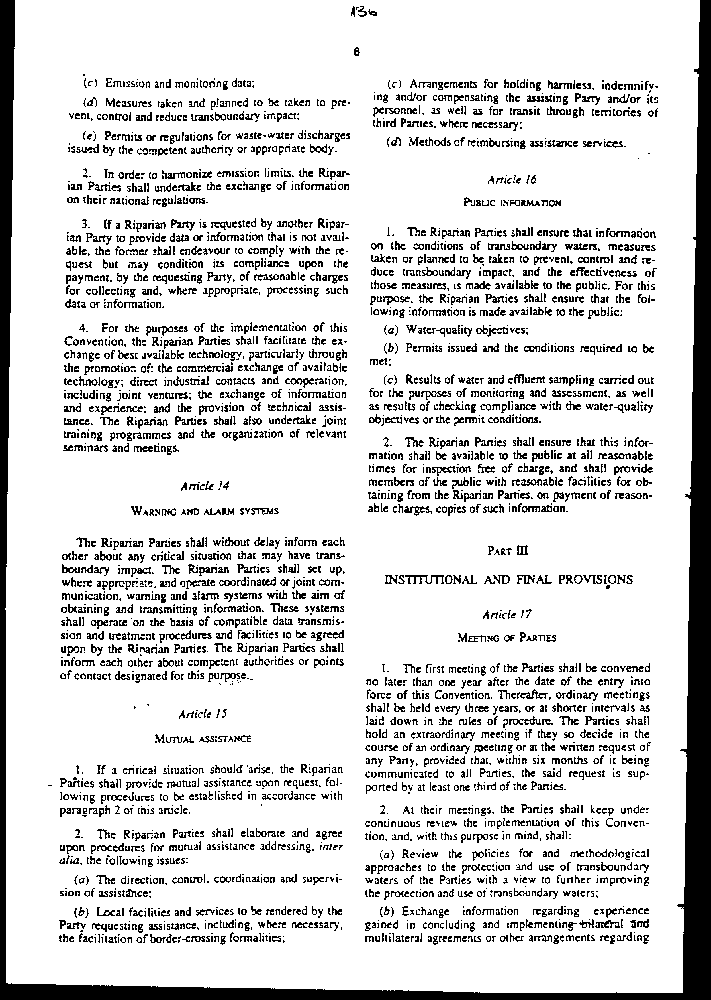 136
6
(c) Emission and monitoring data;
(d) Measures taken and planned to be taken to pre-
vent, control and reduce transboundary impact;
(e) Permits or regulations for waste-water discharges
issued by the competent authority or appropriate body.
2. In order to harmonize emission limits, the Ripar-
ian Parties shall undertake the exchange of information
on their national regulations.
3. If a Riparian Party is requested by another Ripar-
ian Party to provide data or information that is not avail-
able, the former shall endeavour to comply with the re-
quest but may condition its compliance upon the
payment, by the requesting Party, of reasonable charges
for collecting and, where appropriate, processing such
data or information.
4. For the purposes of the implementation of this
Convention, the Riparian Parties shall facilitate the ex-
change of best available technology, particularly through
the promotion of: the commercial exchange of available
technology; direct industrial contacts and cooperation,
including joint ventures; the exchange of information
and experience; and the provision of technical assis-
tance. The Riparian Parties shall also undertake joint
training programmes and the organization of relevant
seminars and meetings.
Article 14
WARNING AND ALARM SYSTEMS
The Riparian Parties shall without delay inform each
other about any critical situation that may have trans-
boundary impact. The Riparian Parties shall set up,
where appropriate, and operate coordinated or joint com-
munication, warning and alarm systems with the aim of
obtaining and transmitting information. These systems
shall operate on the basis of compatible data transmis-
sion and treatment procedures and facilities to be agreed
upon by the Riparian Parties. The Riparian Parties shall
inform each other about competent authorities or points
of contact designated for this purpose.
Article 15
MUTUAL ASSISTANCE
1. If a critical situation should arise, the Riparian
Parties shall provide mutual assistance upon request, fol-
lowing procedures to be established in accordance with
paragraph 2 of this article.
2. The Riparian Parties shall elaborate and agree
upon procedures for mutual assistance addressing, inter
alia, the following issues:
(a) The direction, control, coordination and supervi-
sion of assistance;
(b) Local facilities and services to be rendered by the
Party requesting assistance, including, where necessary,
the facilitation of border-crossing formalities;
(c) Arrangements for holding harmless, indemnify-
ing and/or compensating the assisting Party and/or its
personnel, as well as for transit through territories of
third Parties, where necessary;
(d) Methods of reimbursing assistance services.
Article 16
PUBLIC INFORMATION
1. The Riparian Parties shall ensure that information
on the conditions of transboundary waters, measures
taken or planned to be taken to prevent, control and re-
duce transboundary impact, and the effectiveness of
those measures, is made available to the public. For this
purpose, the Riparian Parties shall ensure that the fol-
lowing information is made available to the public:
(a) Water-quality objectives;
(b) Permits issued and the conditions required to be
met;
(c) Results of water and effluent sampling carried out
for the purposes of monitoring and assessment, as well
as results of checking compliance with the water-quality
objectives or the permit conditions.
2. The Riparian Parties shall ensure that this infor-
mation shall be available to the public at all reasonable
times for inspection free of charge, and shall provide
members of the public with reasonable facilities for ob-
taining from the Riparian Parties, on payment of reason-
able charges, copies of such information.
PART III
INSTITUTIONAL AND FINAL PROVISIONS
Article 17
MEETING OF PARTIES
1. The first meeting of the Parties shall be convened
no later than one year after the date of the entry into
force of this Convention. Thereafter, ordinary meetings
shall be held every three years, or at shorter intervals as
laid down in the rules of procedure. The Parties shall
hold an extraordinary meeting if they so decide in the
course of an ordinary meeting or at the written request of
any Party, provided that, within six months of it being
communicated to all Parties, the said request is sup-
ported by at least one third of the Parties.
2. At their meetings, the Parties shall keep under
continuous review the implementation of this Conven-
tion, and, with this purpose in mind, shall:
(a) Review the policies for and methodological
approaches to the protection and use of transboundary
waters of the Parties with a view to further improving
the protection and use of transboundary waters;
(b) Exchange information regarding experience
gained in concluding and implementing bilateral and
multilateral agreements or other arrangements regarding